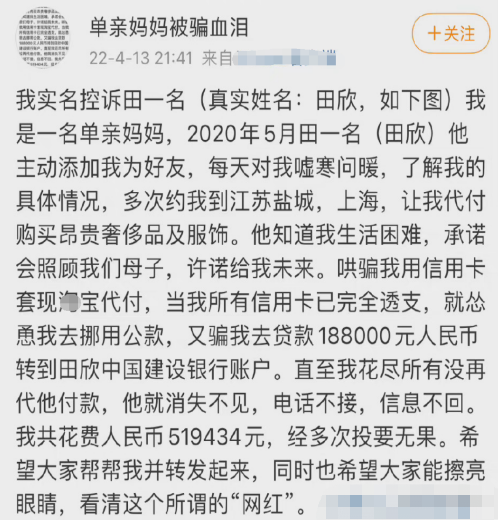 单亲妈妈被骗血泪
+关注
22-4-13 21:41 来自
我实名控诉田一名（真实姓名：田欣，如下图）我
是一名单亲妈妈，2020年5月田一名（田欣）他
主动添加我为好友，每天对我嘘寒问暖，了解我的
具体情况，多次约我到江苏盐城，上海，让我代付
购买昂贵奢侈品及服饰。他知道我生活困难，承诺
会照顾我们母子，许诺给我未来。哄骗我用信用卡
套现淘宝代付，当我所有信用卡已完全透支，就怂
恿我去挪用公款，又骗我去贷款188000元人民币
转到田欣中国建设银行账户。直至我花尽所有没再
代他付款，他就消失不见，电话不接，信息不回。
我共花费人民币519434元，经多次投要无果。希
望大家帮帮我并转发起来，同时也希望大家能擦亮
眼睛，看清这个所谓的“网红”。